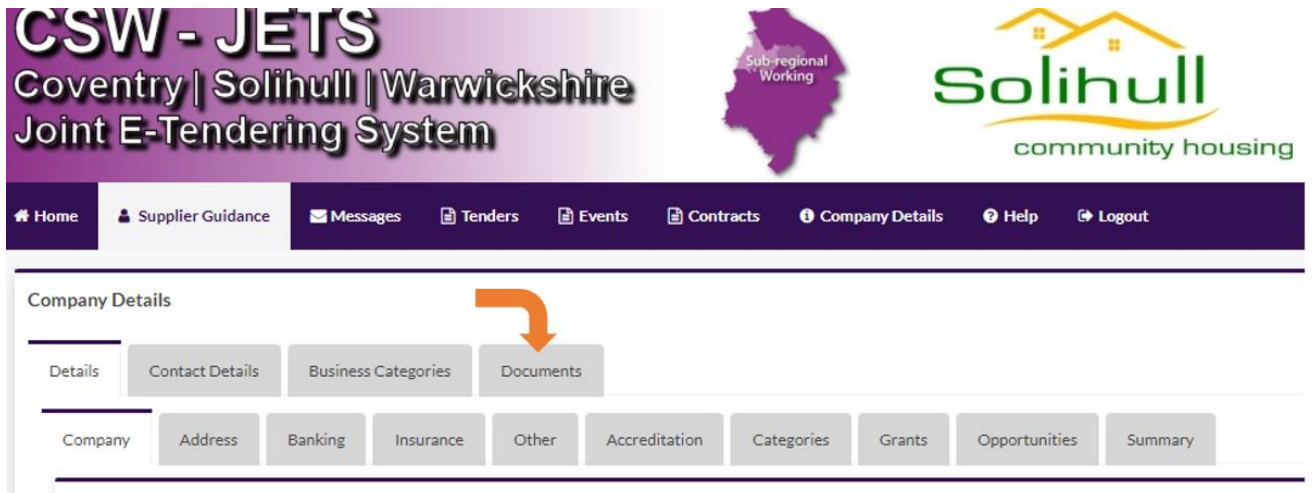 CSW - JETS
Coventry | Solihull | Warwickshire
Joint E-Tendering System
Sub-regional
Working
Solihull
community housing
Home Supplier Guidance Messages Tenders Events Contracts Company Details Help Logout
Company Details
Details Contact Details Business Categories Documents
Company Address Banking Insurance Other Accreditation Categories Grants Opportunities Summary